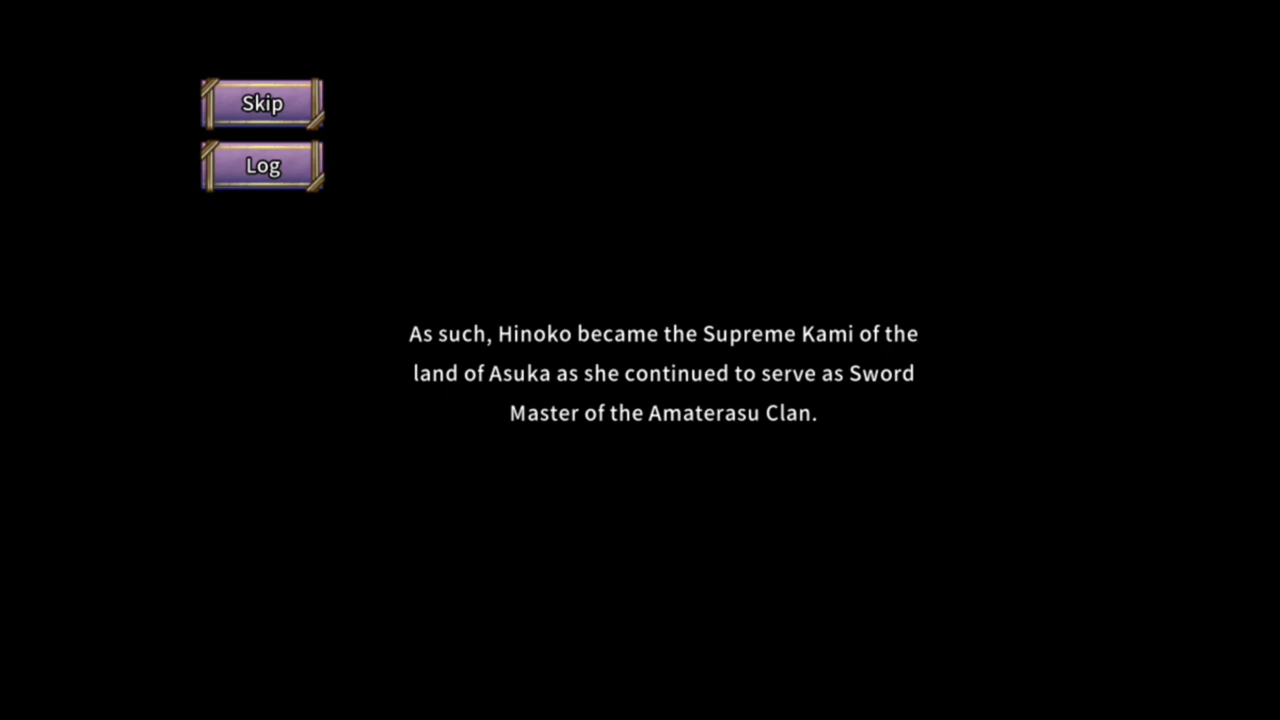 Skip
Log
As such, Hinoko became the Supreme Kami of the
land of Asuka as she continued to serve as Sword
Master of the Amaterasu Clan.